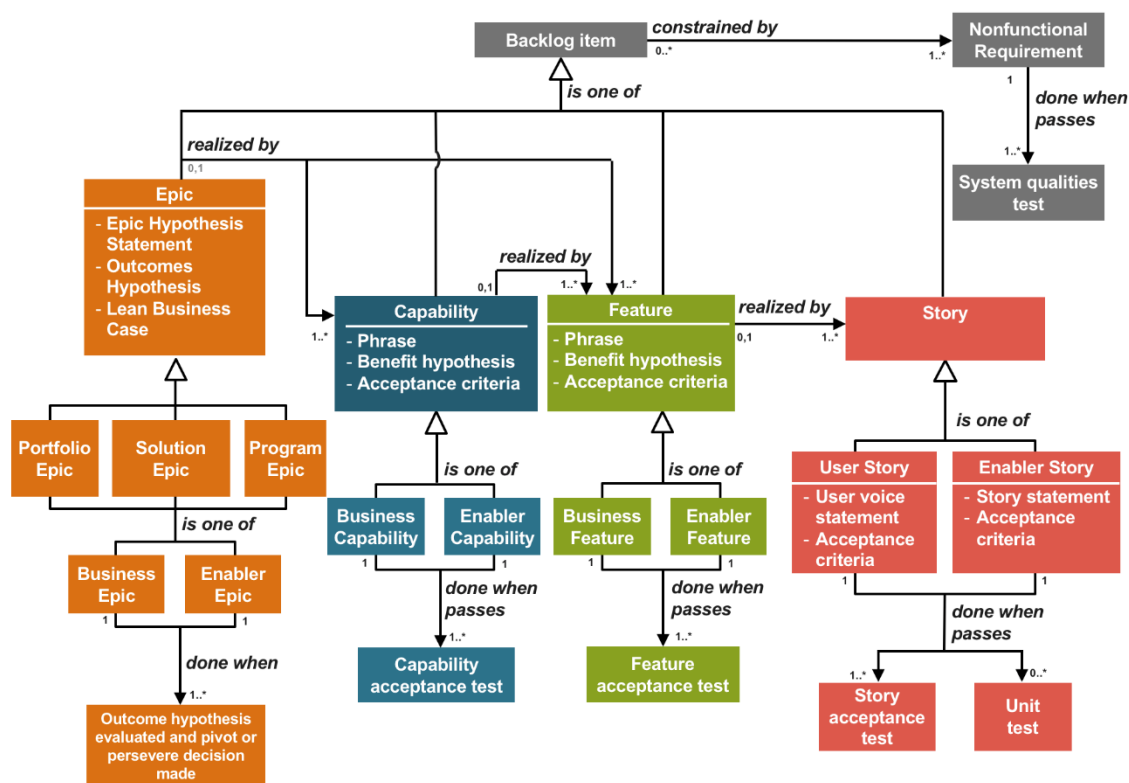 Backlog item
constrained by
0..*
1..*
Nonfunctional
Requirement
1
done when
passes
1..*
System qualities
test
is one of
realized by
0,1
Epic
- Epic Hypothesis
Statement
- Outcomes
Hypothesis
- Lean Business
Case
1..*
realized by
0,1
1..*
1..*
Capability
- Phrase
- Benefit hypothesis
- Acceptance criteria
Feature
- Phrase
- Benefit hypothesis
- Acceptance criteria
realized by
0,1
1..*
Story
Portfolio
Epic
Solution
Epic
Program
Epic
is one of
Business
Epic
Enabler
Epic
1
1
done when
1..*
Outcome hypothesis
evaluated and pivot or
persevere decision
made
is one of
Business
Capability
Enabler
Capability
1
1
done when
passes
1..*
Capability
acceptance test
is one of
Business
Feature
Enabler
Feature
1
1
done when
passes
1..*
Feature
acceptance test
is one of
User Story
- User voice
statement
- Acceptance
criteria
Enabler Story
- Story statement
- Acceptance
criteria
1
1
done when
passes
1..*
0..*
Story
acceptance
test
Unit
test